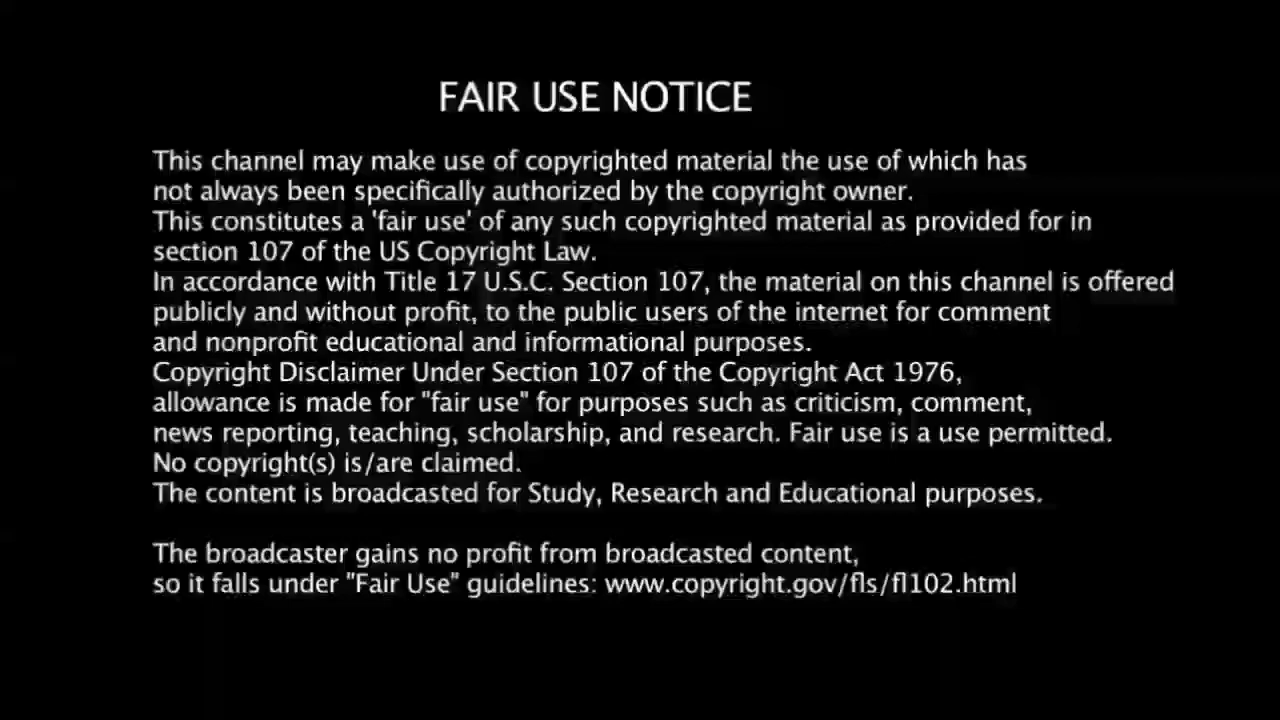 FAIR USE NOTICE
This channel may make use of copyrighted material the use of which has
not always been specifically authorized by the copyright owner.
This constitutes a 'fair use' of any such copyrighted material as provided for in
section 107 of the US Copyright Law.
In accordance with Title 17 U.S.C. Section 107, the material on this channel is offered
publicly and without profit, to the public users of the internet for comment
and nonprofit educational and informational purposes.
Copyright Disclaimer Under Section 107 of the Copyright Act 1976,
allowance is made for "fair use" for purposes such as criticism, comment,
news reporting, teaching, scholarship, and research. Fair use is a use permitted.
No copyright(s) is/are claimed.
The content is broadcasted for Study, Research and Educational purposes.
The broadcaster gains no profit from broadcasted content,
so it falls under "Fair Use" guidelines: www.copyright.gov/fls/fl102.html